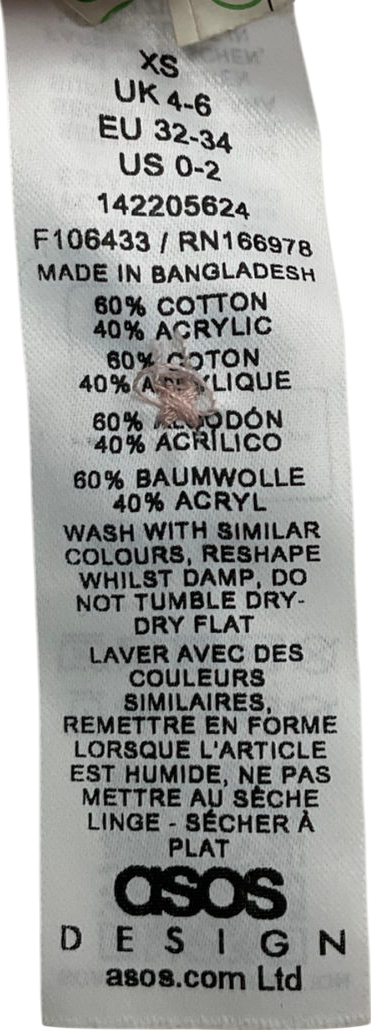 XS
UK 4-6
EU 32-34
US 0-2
142205624
F106433 / RN166978
MADE IN BANGLADESH
60% COTTON
40% ACRYLIC
60% COTON
40% ACRYLIQUE
60% ALGODÓN
40% ACRÍLICO
60% BAUMWOLLE
40% ACRYL
WASH WITH SIMILAR
COLOURS, RESHAPE
WHILST DAMP, DO
NOT TUMBLE DRY-
DRY FLAT
LAVER AVEC DES
COULEURS
SIMILAIRES,
REMETTRE EN FORME
LORSQUE L'ARTICLE
EST HUMIDE, NE PAS
METTRE AU SÈCHE
LINGE - SÉCHER À
PLAT
asos
DESIGN
asos.com Ltd